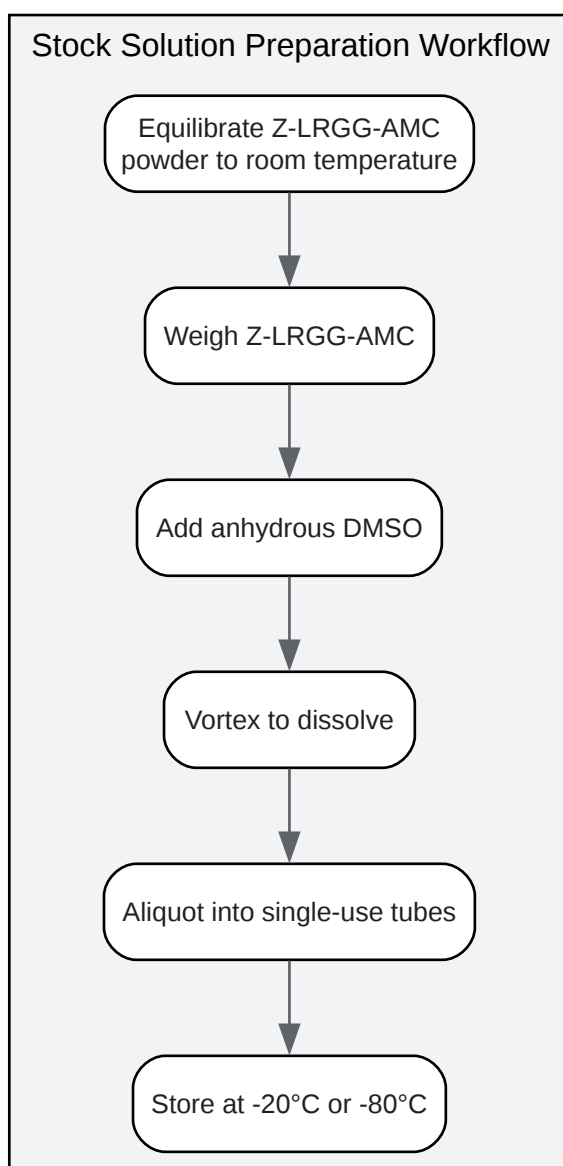 Stock Solution Preparation Workflow
Equilibrate Z-LRGG-AMC
powder to room temperature
Weigh Z-LRGG-AMC
Add anhydrous DMSO
Vortex to dissolve
Aliquot into single-use tubes
Store at -20°C or -80°C